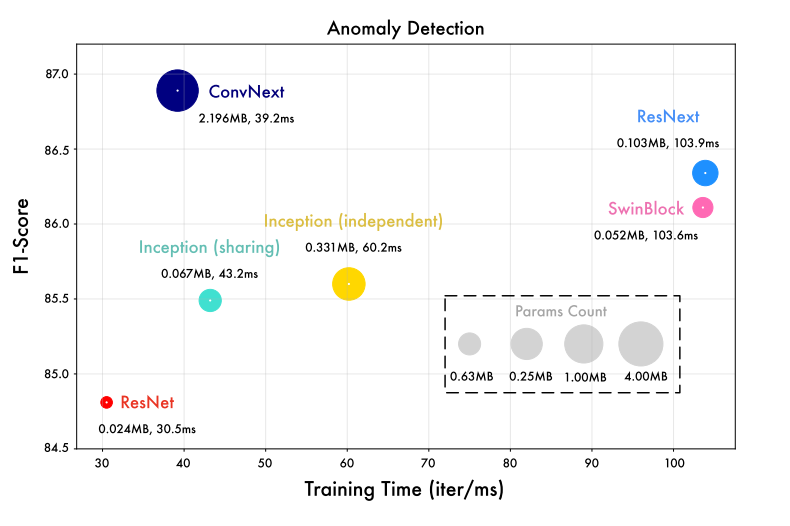 Anomaly Detection
F1-Score
87.0
86.5
86.0
85.5
85.0
84.5
ConvNext
2.196MB, 39.2ms
ResNext
0.103MB, 103.9ms
SwinBlock
0.052MB, 103.6ms
Inception (independent)
0.331MB, 60.2ms
Inception (sharing)
0.067MB, 43.2ms
ResNet
0.024MB, 30.5ms
Params Count
0.63MB 0.25MB 1.00MB 4.00MB
30 40 50 60 70 80 90 100
Training Time (iter/ms)